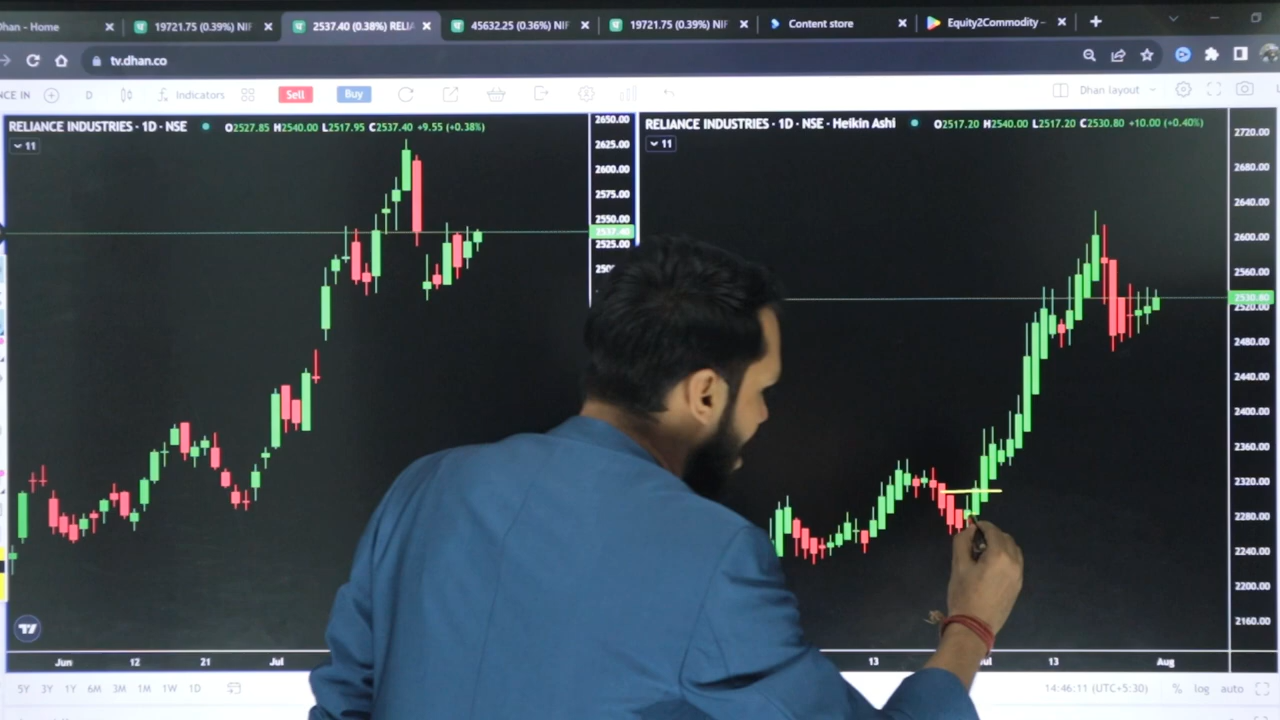 Dhan - Home
19721.75 (0.39%) NIF
2537.40 (0.38%) RELIA
45632.25 (0.36%) NIF
19721.75 (0.39%) NIF
Content store
Equity2Commodity –
tv.dhan.co
NCE IN
D
Indicators
Sell
Buy
Dhan layout
RELIANCE INDUSTRIES · 1D · NSE
O2527.85 H2540.00 L2517.95 C2537.40 +9.55 (+0.38%)
11
2650.00
2625.00
2600.00
2575.00
2550.00
2537.40
2525.00
RELIANCE INDUSTRIES · 1D · NSE · Heikin Ashi
O2517.20 H2540.00 L2517.20 C2530.80 +10.00 (+0.40%)
11
2720.00
2680.00
2640.00
2600.00
2560.00
2530.80
2520.00
2480.00
2440.00
2400.00
2360.00
2320.00
2280.00
2240.00
2200.00
2160.00
Jun
12
21
Jul
13
13
Aug
5Y 3Y 1Y 6M 3M 1M 1W 1D
14:46:11 (UTC+5:30)
% log auto